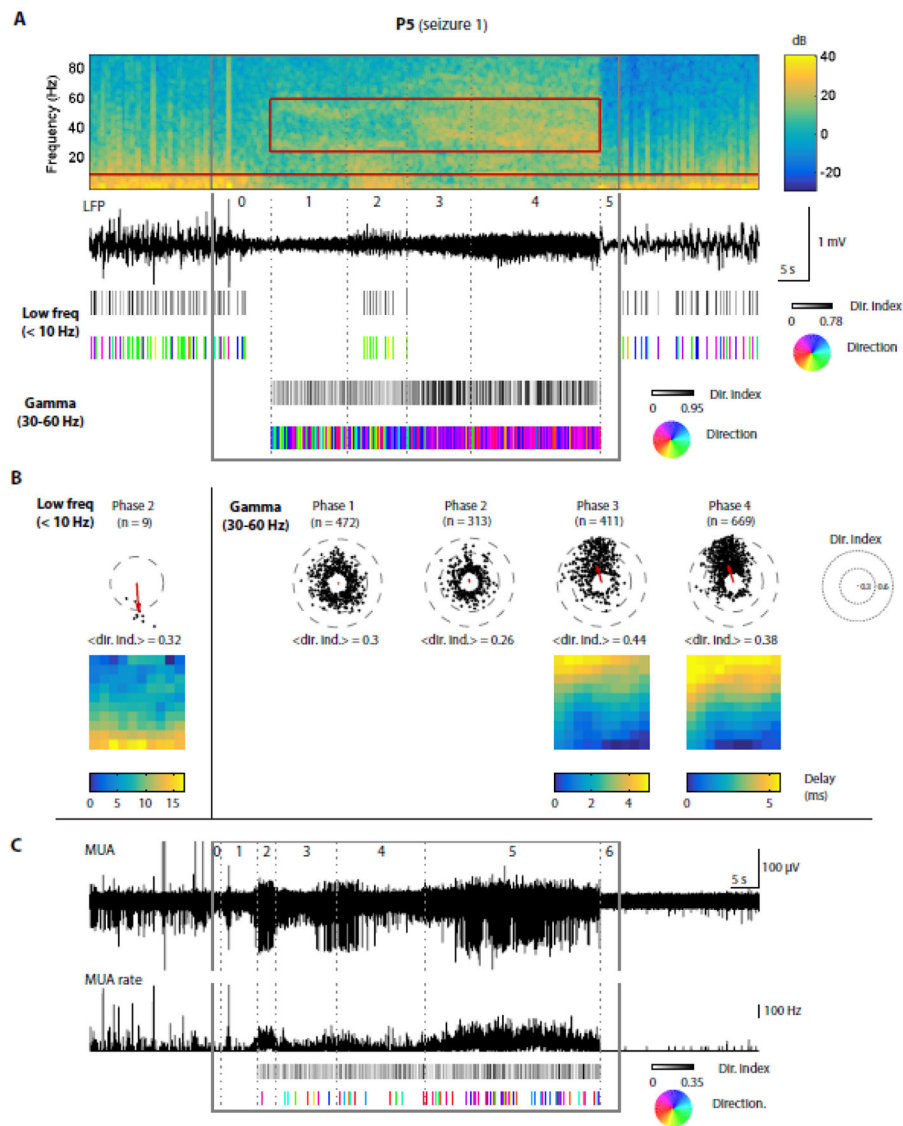 A
P5 (seizure 1)
dB
Frequency (Hz)
80
60
40
20
40
20
0
-20
LFP
0 1 2 3 4 5
1 mV
5 s
Low freq
(< 10 Hz)
Dir. Index
0 0.78
Direction
Gamma
(30-60 Hz)
Dir. Index
0 0.95
Direction
B
Low freq
(< 10 Hz)
Phase 2
(n = 9)
Gamma
(30-60 Hz)
Phase 1
(n = 472)
Phase 2
(n = 313)
Phase 3
(n = 411)
Phase 4
(n = 669)
Dir. Index
0.3 0.6
<dir. ind.> = 0.32
<dir. ind.> = 0.3
<dir. ind.> = 0.26
<dir. ind.> = 0.44
<dir. ind.> = 0.38
0 5 10 15
0 2 4
0 5
Delay
(ms)
C
MUA
0 1 2 3 4 5 6
5 s
100 µV
MUA rate
100 Hz
Dir. Index
0 0.35
Direction.